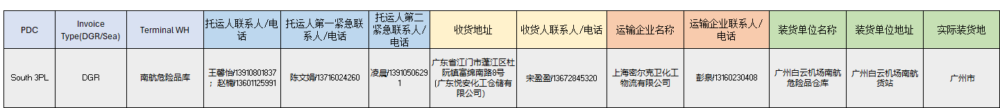 PDC
Invoice
Type(DGR/Sea)
Terminal WH
托运人联系人/电
话
托运人第一紧急联
系人/电话
托运人第二
紧急联系人/
电话
收货地址
收货人联系人/电话
运输企业名称
运输企业联系人/
电话
装货单位名称
装货单位地址
实际装货地
South 3PL
DGR
南航危险品库
王馨怡/13910801837
；赵楠/13601125991
陈文娟/13716024260
凌晨/1391050629
1
广东省江门市蓬江区杜
阮镇富绵南路8号
(广东悦安化工仓储有
限公司)
宋盈盈/13672845320
上海密尔克卫化工
物流有限公司
彭泉/13160230408
广州白云机场南航
危险品仓库
广州白云机场南航
货站
广州市